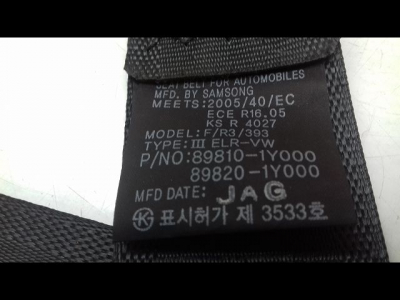 SEAT BELT FOR AUTOMOBILES
MFD. BY SAMSONG
MEETS:2005/40/EC
ECE R16.05
KS R 4027
MODEL: F/R3/393
TYPE: III ELR-VW
P/NO:89810-1Y000
89820-1Y000
MFD DATE: JAG
㉿ 표시허가 제 3533호